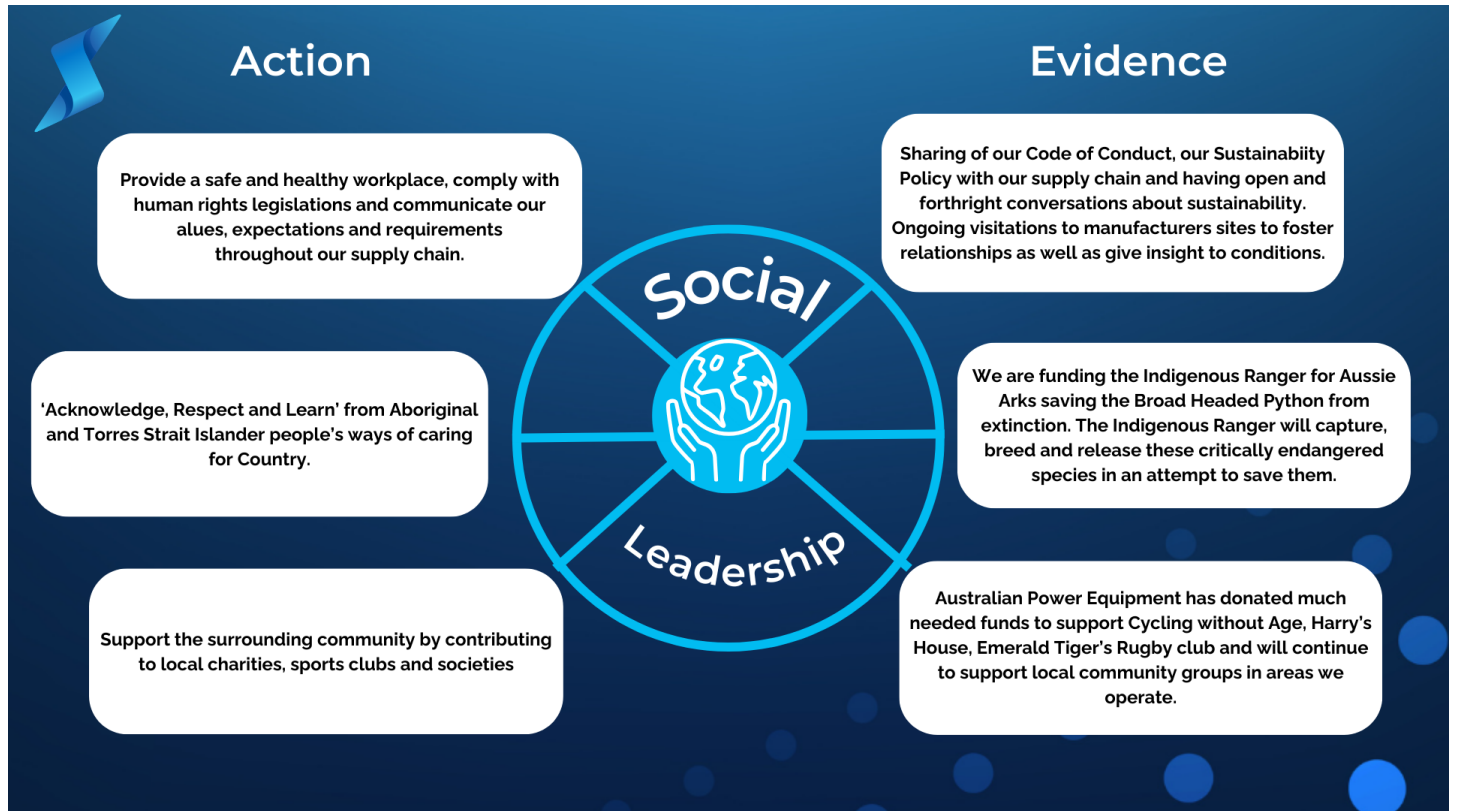 Action
Evidence
Provide a safe and healthy workplace, comply with
human rights legislations and communicate our
alues, expectations and requirements
throughout our supply chain.
Sharing of our Code of Conduct, our Sustainabiity
Policy with our supply chain and having open and
forthright conversations about sustainability.
Ongoing visitations to manufacturers sites to foster
relationships as well as give insight to conditions.
Social
Leadership
‘Acknowledge, Respect and Learn’ from Aboriginal
and Torres Strait Islander people’s ways of caring
for Country.
We are funding the Indigenous Ranger for Aussie
Arks saving the Broad Headed Python from
extinction. The Indigenous Ranger will capture,
breed and release these critically endangered
species in an attempt to save them.
Support the surrounding community by contributing
to local charities, sports clubs and societies
Australian Power Equipment has donated much
needed funds to support Cycling without Age, Harry’s
House, Emerald Tiger’s Rugby club and will continue
to support local community groups in areas we
operate.